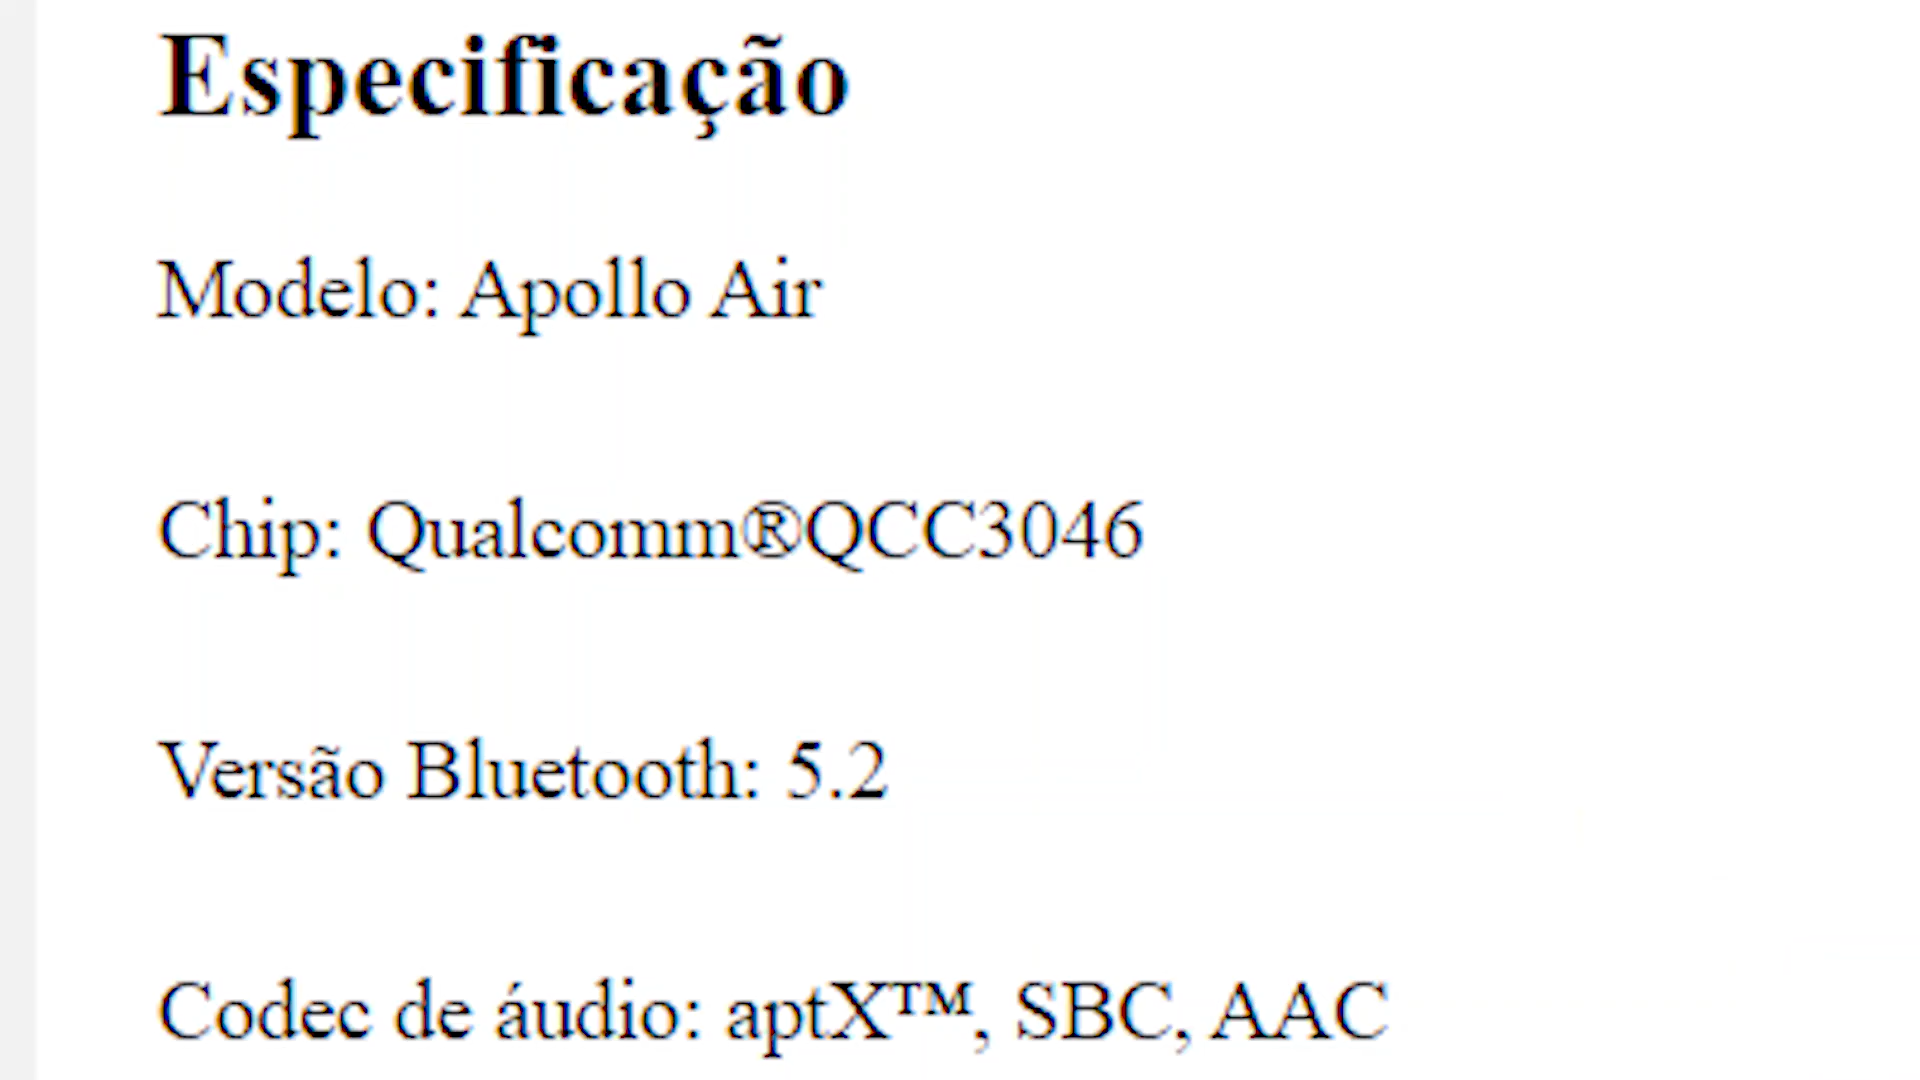 Especificação
Modelo: Apollo Air
Chip: Qualcomm®QCC3046
Versão Bluetooth: 5.2
Codec de áudio: aptX™, SBC, AAC